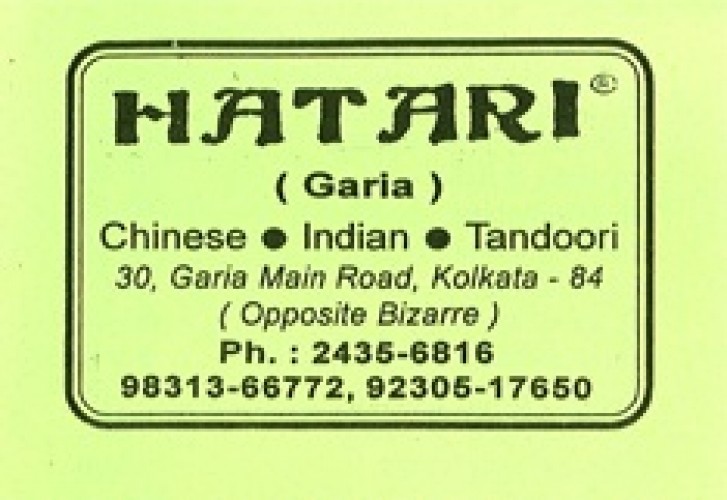 HATARI®
( Garia )
Chinese ● Indian ● Tandoori
30, Garia Main Road, Kolkata - 84
( Opposite Bizarre )
Ph. : 2435-6816
98313-66772, 92305-17650